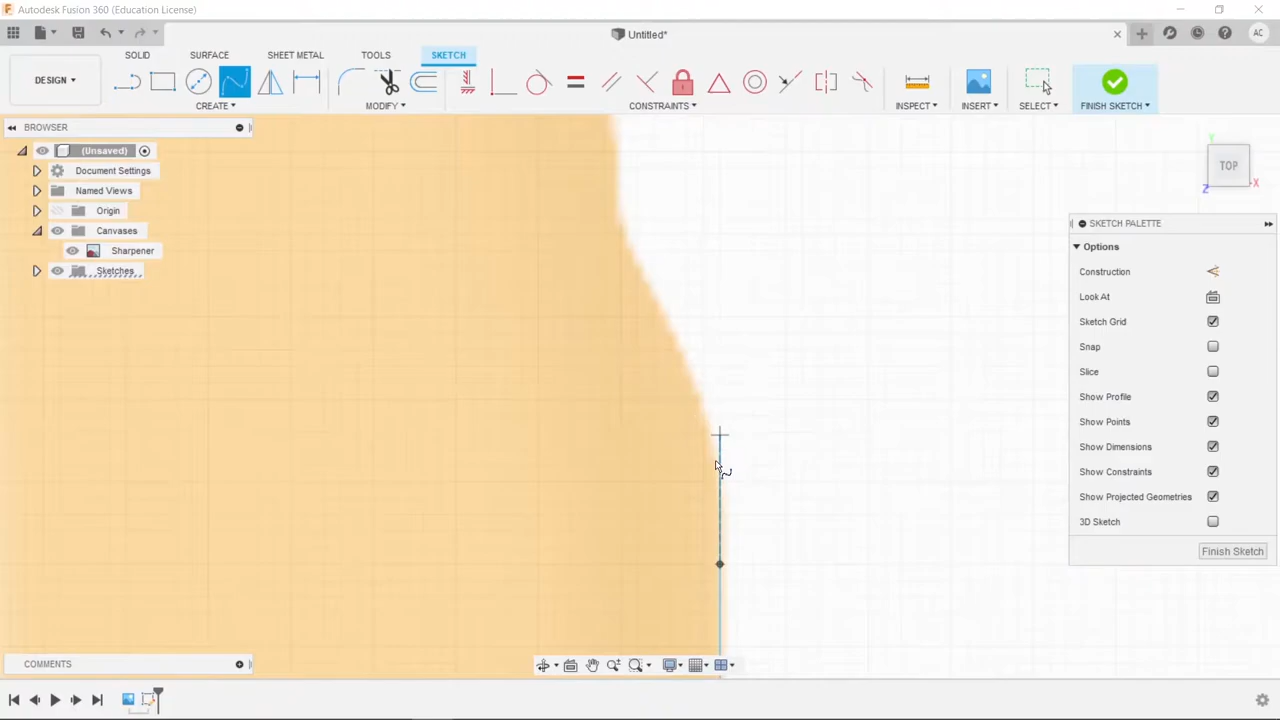 Autodesk Fusion 360 (Education License)
Untitled*
AC
SOLID SURFACE SHEET METAL TOOLS SKETCH
DESIGN
CREATE MODIFY CONSTRAINTS INSPECT INSERT SELECT FINISH SKETCH
BROWSER
(Unsaved)
Document Settings
Named Views
Origin
Canvases
Sharpener
Sketches
TOP
Y
X
Z
SKETCH PALETTE
Options
Construction
Look At
Sketch Grid
Snap
Slice
Show Profile
Show Points
Show Dimensions
Show Constraints
Show Projected Geometries
3D Sketch
Finish Sketch
COMMENTS